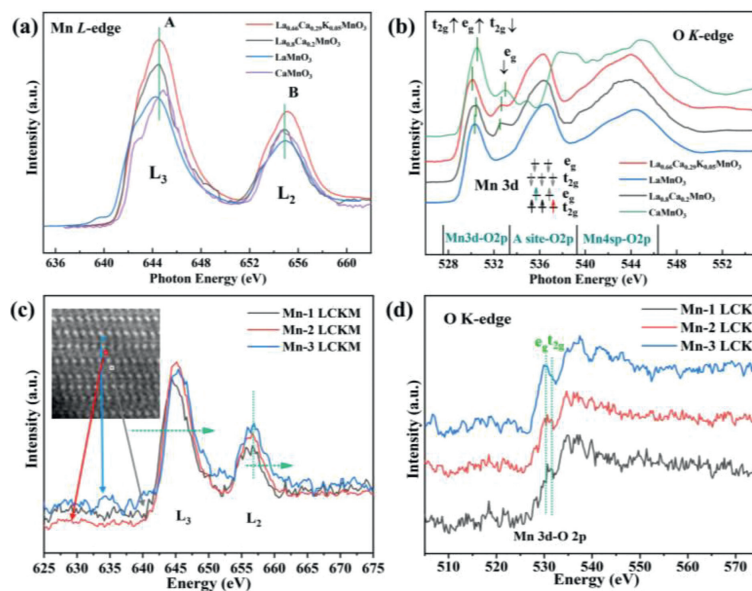 (a) Mn L-edge
A
La₀.₆₆Ca₀.₂₉K₀.₀₅MnO₃
La₀.₈Ca₀.₂MnO₃
LaMnO₃
CaMnO₃
B
L₃
L₂
Intensity (a.u.)
636 640 644 648 652 656 660
Photon Energy (eV)
(b) t₂g↑ e_g↑ t₂g↓
O K-edge
↓ e_g
Mn 3d
e_g
t₂g
e_g
t₂g
La₀.₆₆Ca₀.₂₉K₀.₀₅MnO₃
LaMnO₃
La₀.₈Ca₀.₂MnO₃
CaMnO₃
Mn3d-O2p A site-O2p Mn4sp-O2p
Intensity (a.u.)
528 532 536 540 544 548 552
Photon Energy (eV)
(c)
Mn-1 LCKM
Mn-2 LCKM
Mn-3 LCKM
L₃
L₂
Intensity (a.u.)
625 630 635 640 645 650 655 660 665 670 675
Energy (eV)
(d)
O K-edge
Mn-1 LCK
Mn-2 LCK
Mn-3 LCK
e_g t₂g
Mn 3d-O 2p
Intensity (a.u.)
510 520 530 540 550 560 570
Energy (eV)